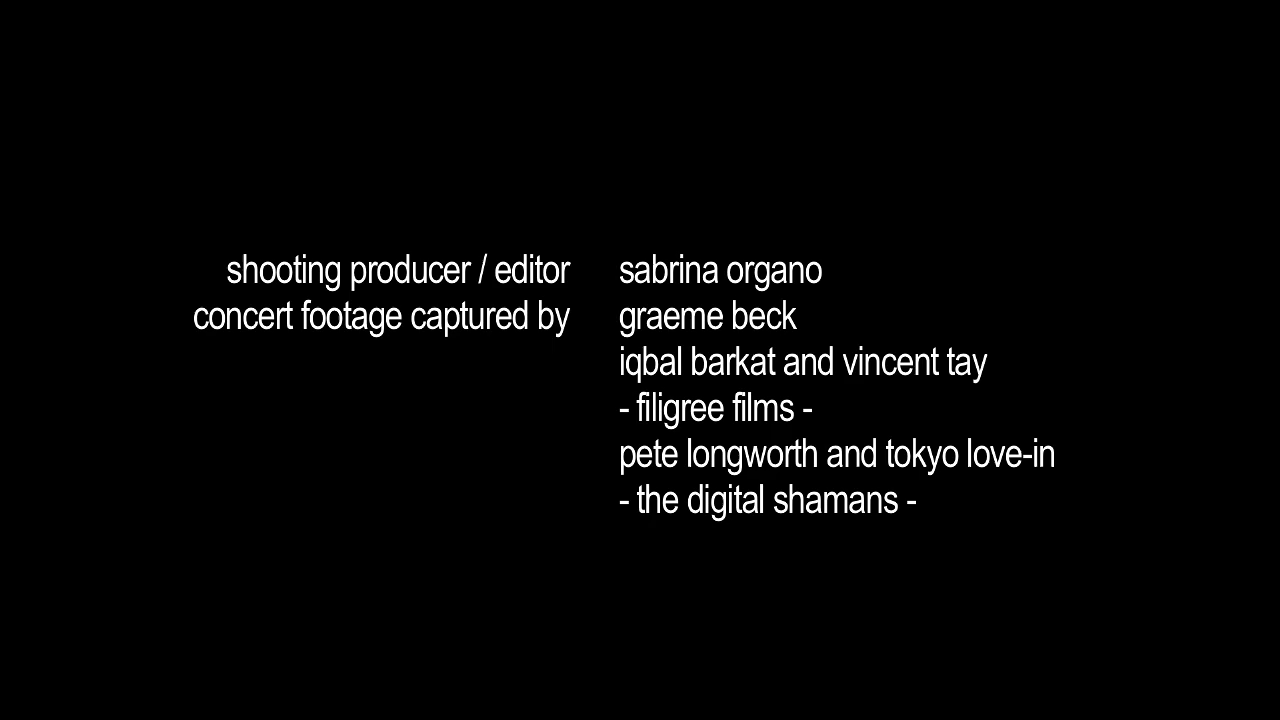 shooting producer / editor sabrina organo
concert footage captured by graeme beck
iqbal barkat and vincent tay
- filigree films -
pete longworth and tokyo love-in
- the digital shamans -